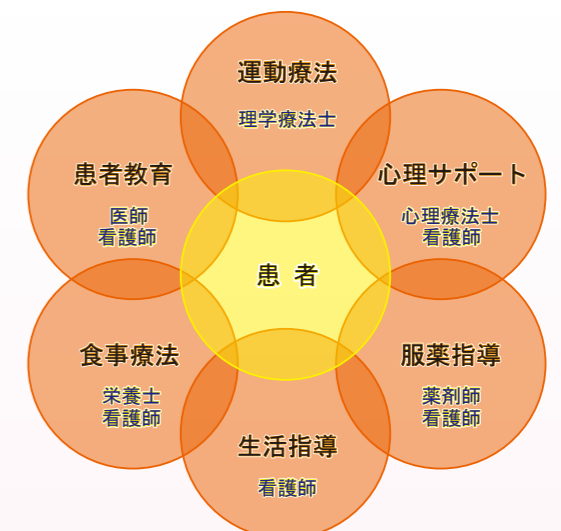 運動療法
理学療法士
心理サポート
心理療法士
看護師
服薬指導
薬剤師
看護師
生活指導
看護師
食事療法
栄養士
看護師
患者教育
医師
看護師
患者